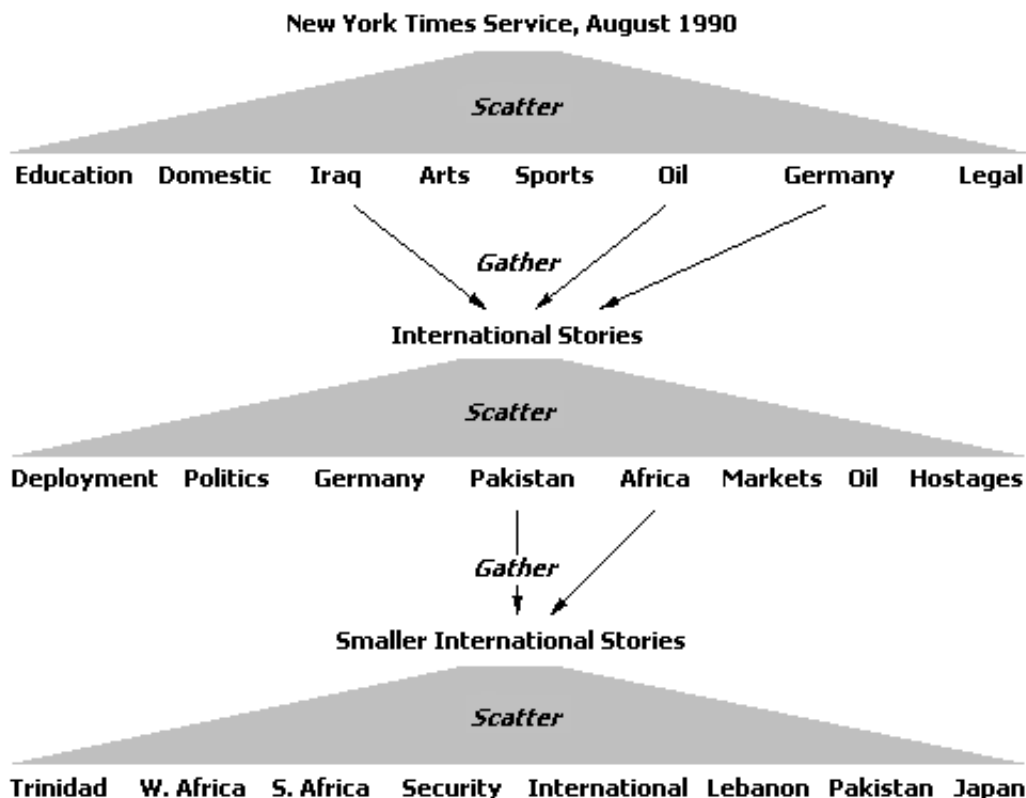 New York Times Service, August 1990
Scatter
Education Domestic Iraq Arts Sports Oil Germany Legal
Gather
International Stories
Scatter
Deployment Politics Germany Pakistan Africa Markets Oil Hostages
Gather
Smaller International Stories
Scatter
Trinidad W. Africa S. Africa Security International Lebanon Pakistan Japan